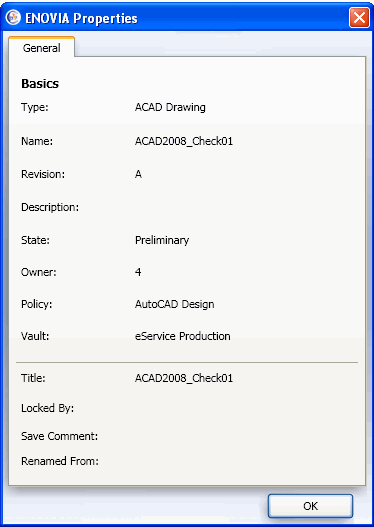 ENOVIA Properties
General
Basics
Type: ACAD Drawing
Name: ACAD2008_Check01
Revision: A
Description:
State: Preliminary
Owner: 4
Policy: AutoCAD Design
Vault: eService Production
Title: ACAD2008_Check01
Locked By:
Save Comment:
Renamed From:
OK